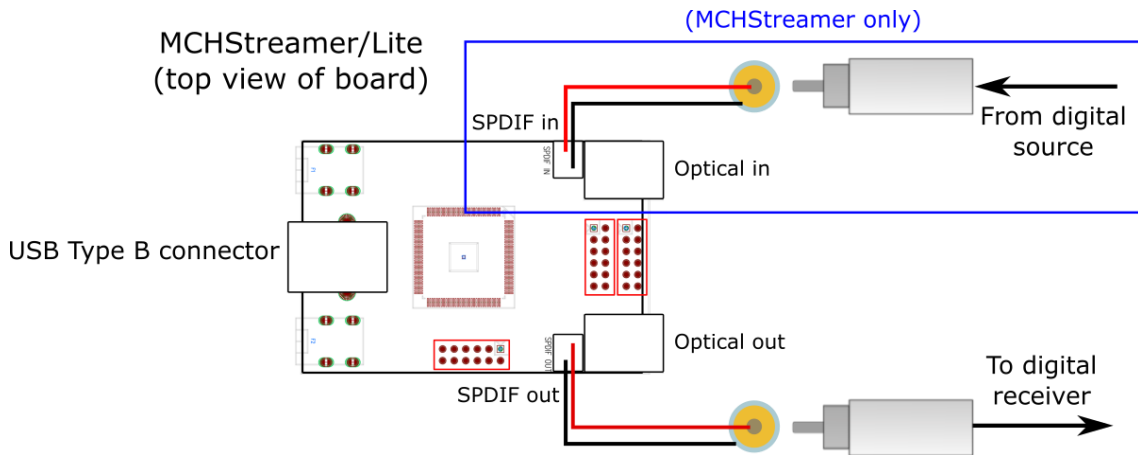 (MCHStreamer only)
MCHStreamer/Lite
(top view of board)
SPDIF in
From digital
source
SPDIF IN
Optical in
USB Type B connector
Optical out
SPDIF OUT
SPDIF out
To digital
receiver